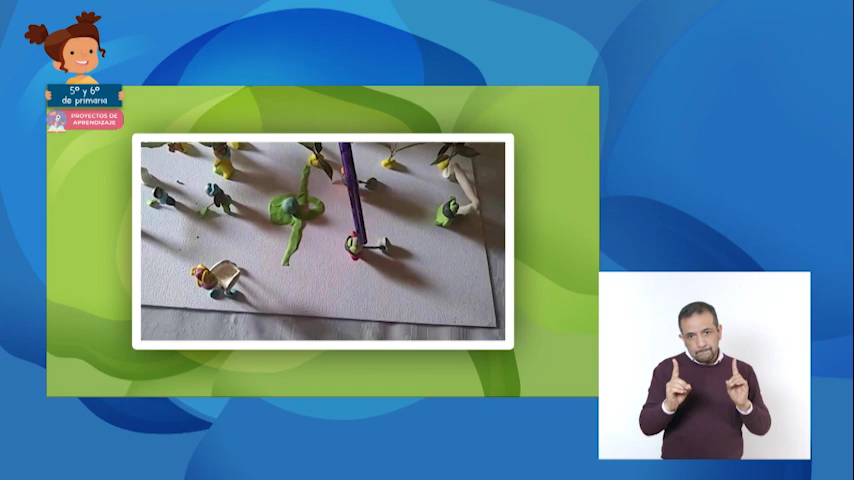 5º y 6º
de primaria
PROYECTOS DE
APRENDIZAJE